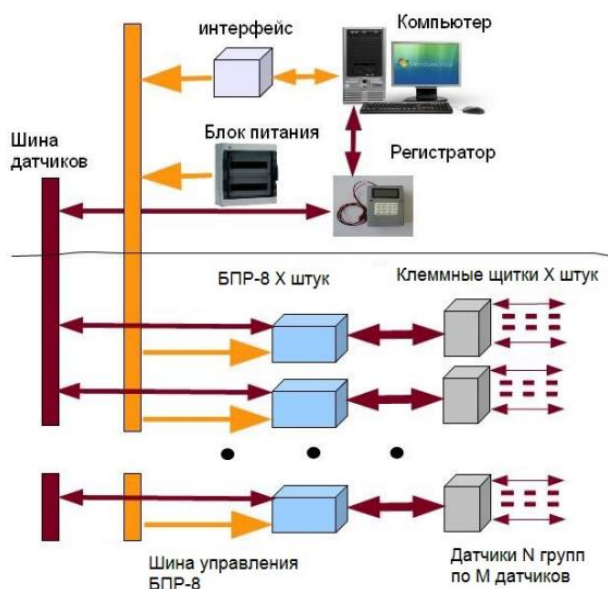 интерфейс
Компьютер
Блок питания
Шина
датчиков
Регистратор
БПР-8 Х штук
Клеммные щитки Х штук
Шина управления
БПР-8
Датчики N групп
по М датчиков